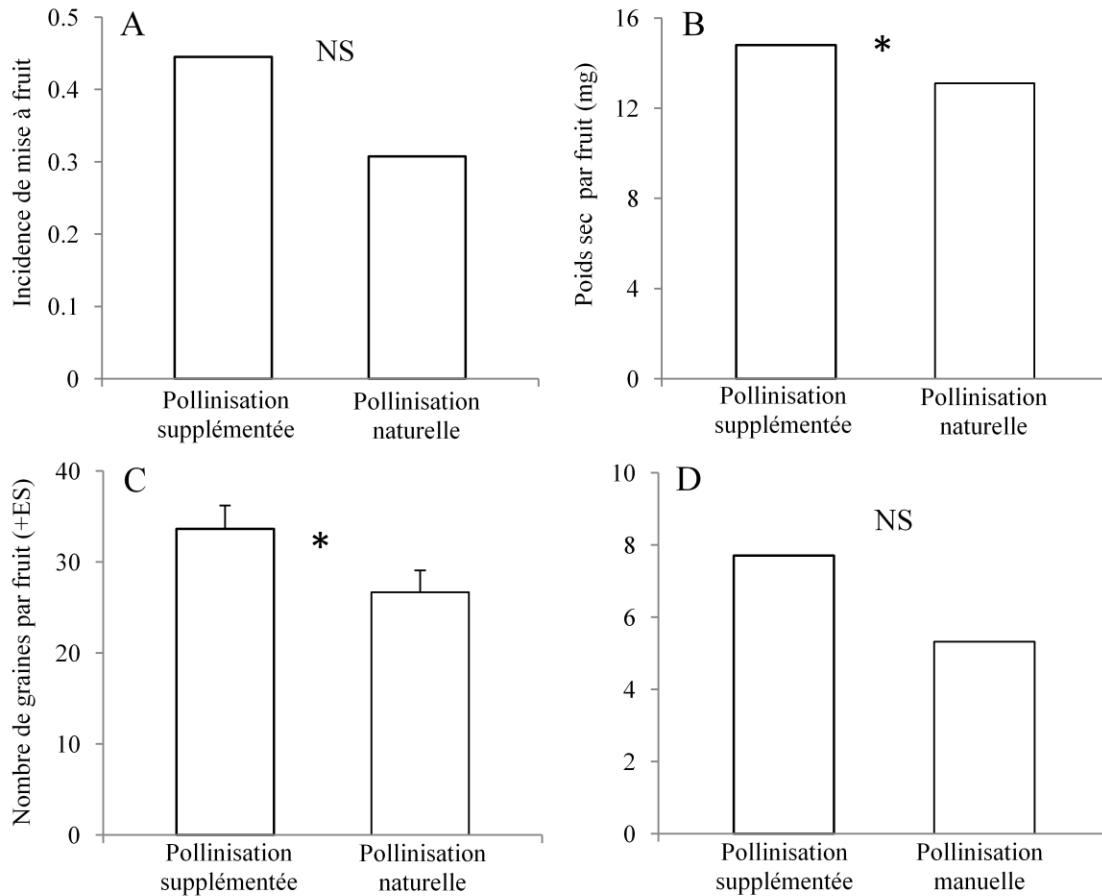 A
NS
Incidence de mise à fruit
0.5
0.4
0.3
0.2
0.1
0
Pollinisation
supplémentée
Pollinisation
naturelle
B
*
Poids sec par fruit (mg)
16
12
8
4
0
Pollinisation
supplémentée
Pollinisation
naturelle
C
*
Nombre de graines par fruit (+ES)
40
30
20
10
0
Pollinisation
supplémentée
Pollinisation
naturelle
D
NS
10
8
6
4
2
0
Pollinisation
supplémentée
Pollinisation
manuelle